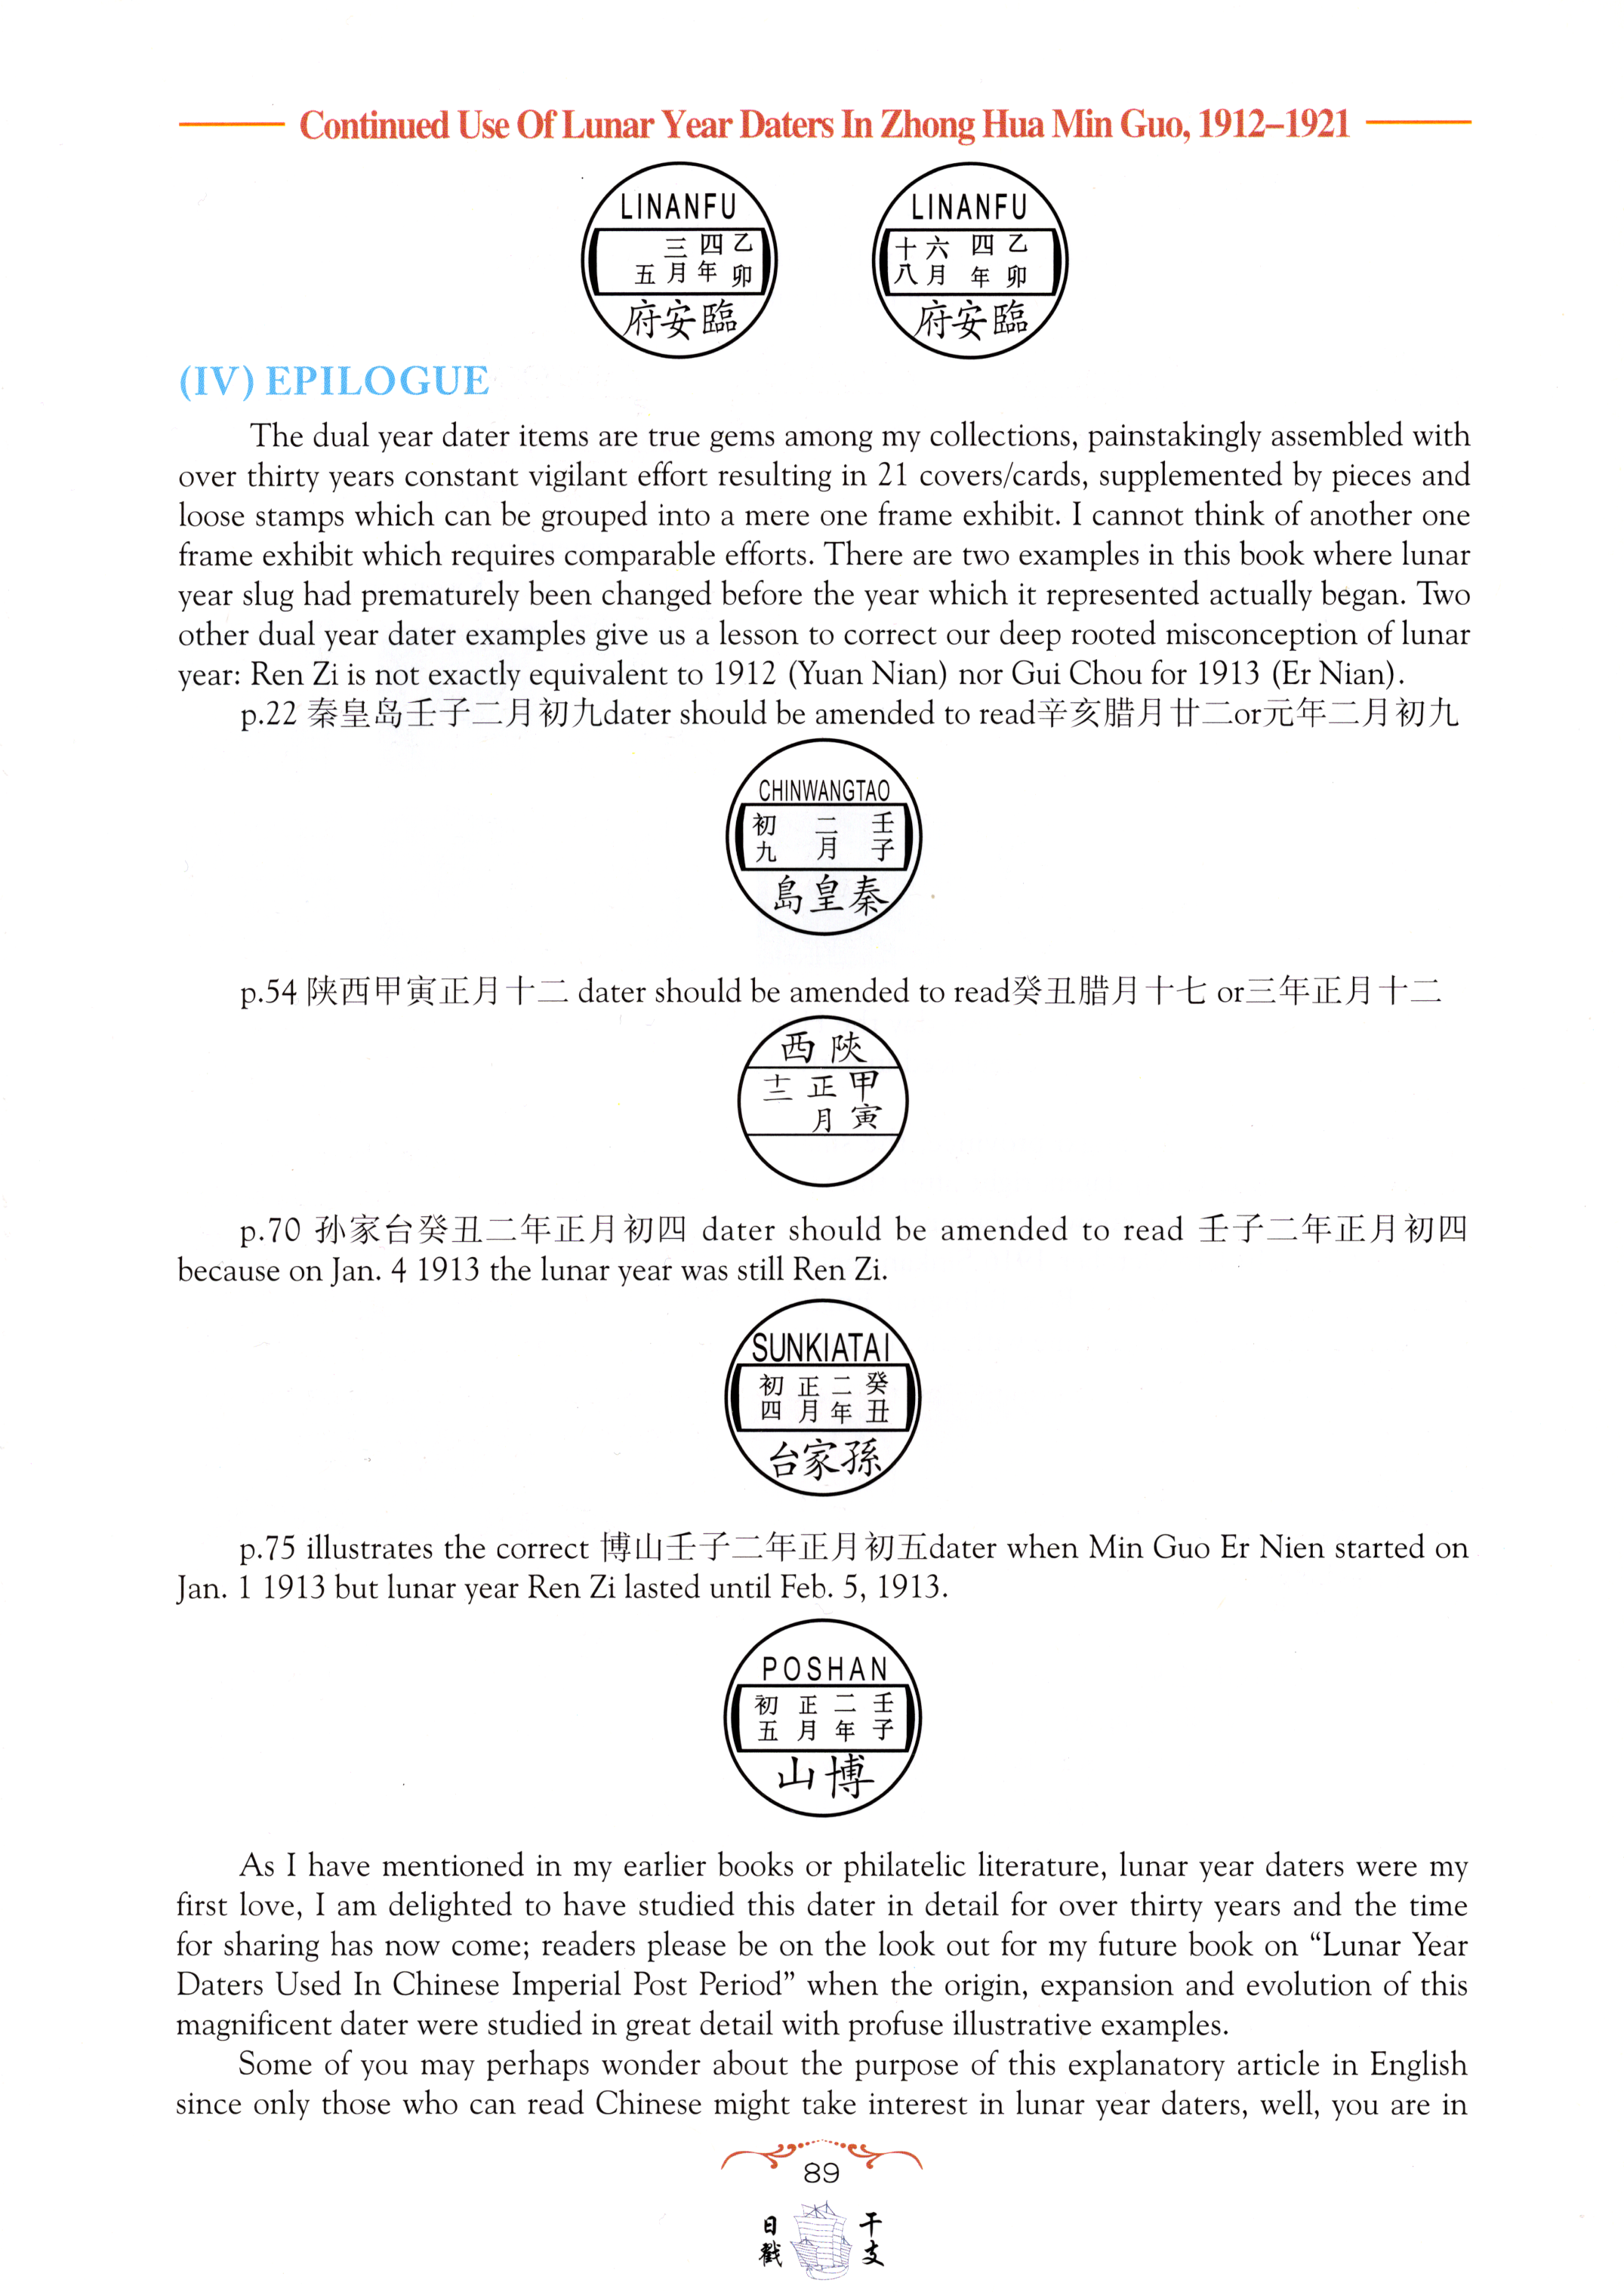 Continued Use Of Lunar Year Daters In Zhong Hua Min Guo, 1912–1921
LINANFU
三 四 乙
五 月 年 卯
府安臨
LINANFU
十 六 四 乙
八 月 年 卯
府安臨
(IV) EPILOGUE
The dual year dater items are true gems among my collections, painstakingly assembled with
over thirty years constant vigilant effort resulting in 21 covers/cards, supplemented by pieces and
loose stamps which can be grouped into a mere one frame exhibit. I cannot think of another one
frame exhibit which requires comparable efforts. There are two examples in this book where lunar
year slug had prematurely been changed before the year which it represented actually began. Two
other dual year dater examples give us a lesson to correct our deep rooted misconception of lunar
year: Ren Zi is not exactly equivalent to 1912 (Yuan Nian) nor Gui Chou for 1913 (Er Nian).
p.22 秦皇岛壬子二月初九dater should be amended to read辛亥腊月廿二or元年二月初九
CHINWANGTAO
初 二 壬
九 月 子
島皇秦
p.54 陕西甲寅正月十二 dater should be amended to read癸丑腊月十七 or三年正月十二
西 陝
十二 正 甲
月 寅
p.70 孙家台癸丑二年正月初四 dater should be amended to read 壬子二年正月初四
because on Jan. 4 1913 the lunar year was still Ren Zi.
SUNKIATAI
初 正 二 癸
四 月 年 丑
台家孫
p.75 illustrates the correct 博山壬子二年正月初五dater when Min Guo Er Nien started on
Jan. 1 1913 but lunar year Ren Zi lasted until Feb. 5, 1913.
POSHAN
初 正 二 壬
五 月 年 子
山博
As I have mentioned in my earlier books or philatelic literature, lunar year daters were my
first love, I am delighted to have studied this dater in detail for over thirty years and the time
for sharing has now come; readers please be on the look out for my future book on “Lunar Year
Daters Used In Chinese Imperial Post Period” when the origin, expansion and evolution of this
magnificent dater were studied in great detail with profuse illustrative examples.
Some of you may perhaps wonder about the purpose of this explanatory article in English
since only those who can read Chinese might take interest in lunar year daters, well, you are in
89
日 干
戳 支